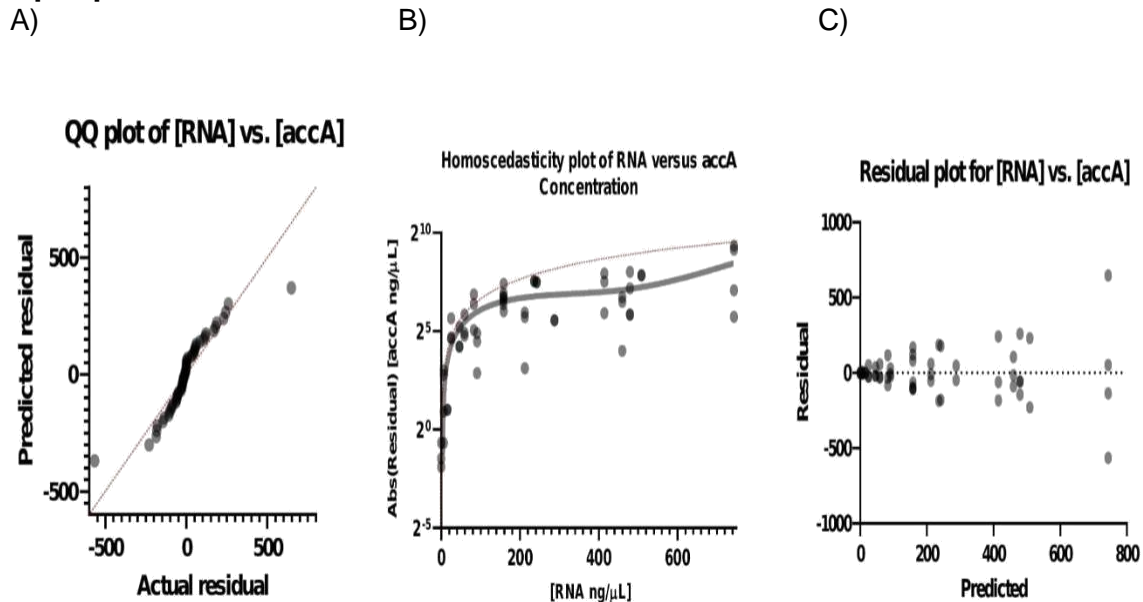 A)
B)
C)
QQ plot of [RNA] vs. [accA]
Predicted residual
500
0
-500
-500
0
500
Actual residual
Homoscedasticity plot of RNA versus accA
Concentration
Abs(Residual) [accA ng/µL]
2^10
2^5
2^0
2^-5
0
200
400
600
[RNA ng/µL]
Residual plot for [RNA] vs. [accA]
Residual
1000
500
0
-500
-1000
0
200
400
600
800
Predicted